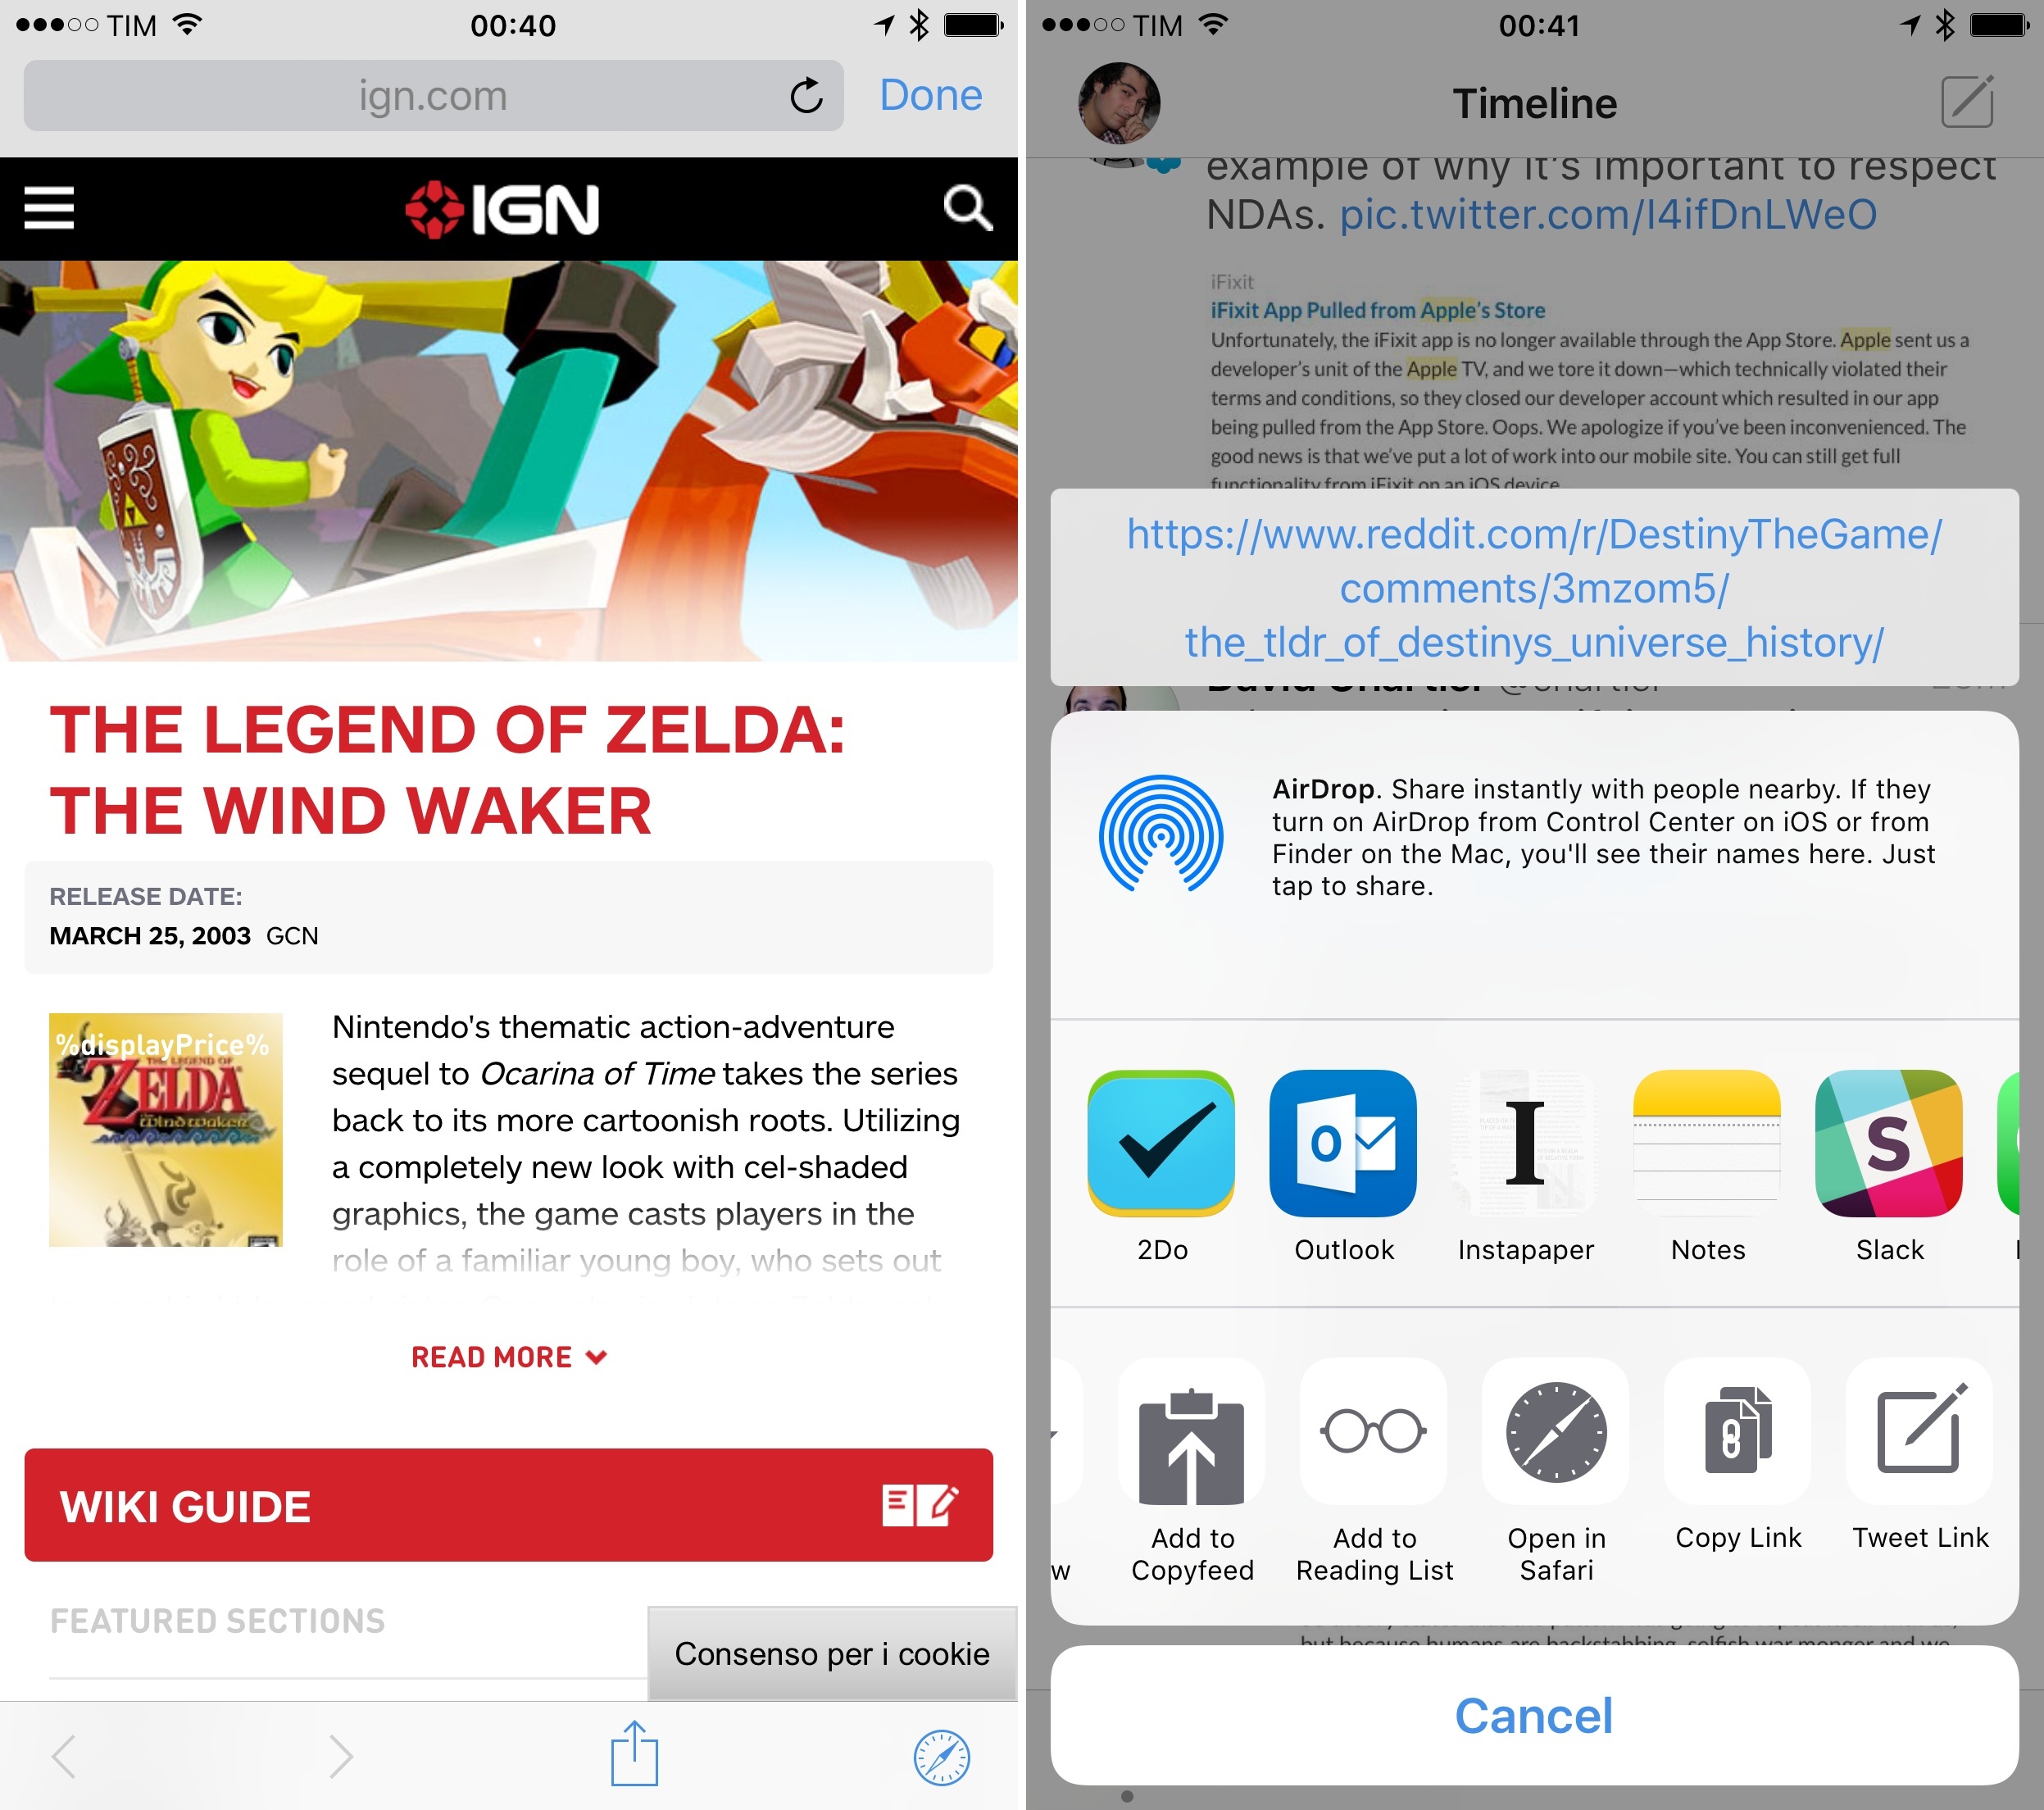 TIM
00:40
ign.com
Done
IGN
THE LEGEND OF ZELDA:
THE WIND WAKER
RELEASE DATE:
MARCH 25, 2003 GCN
%displayPrice%
THE LEGEND OF
ZELDA
the Wind Waker
Nintendo's thematic action-adventure
sequel to Ocarina of Time takes the series
back to its more cartoonish roots. Utilizing
a completely new look with cel-shaded
graphics, the game casts players in the
role of a familiar young boy, who sets out
READ MORE
WIKI GUIDE
FEATURED SECTIONS
Consenso per i cookie
TIM
00:41
Timeline
example of why it's important to respect
NDAs. pic.twitter.com/I4ifDnLWeO
iFixit
iFixit App Pulled from Apple's Store
Unfortunately, the iFixit app is no longer available through the App Store. Apple sent us a
developer's unit of the Apple TV, and we tore it down—which technically violated their
terms and conditions, so they closed our developer account which resulted in our app
being pulled from the App Store. Oops. We apologize if you've been inconvenienced. The
good news is that we've put a lot of work into our mobile site. You can still get full
functionality from iFixit on an iOS device.
https://www.reddit.com/r/DestinyTheGame/
comments/3mzom5/
the_tldr_of_destinys_universe_history/
David Chartier @chartier
AirDrop. Share instantly with people nearby. If they
turn on AirDrop from Control Center on iOS or from
Finder on the Mac, you'll see their names here. Just
tap to share.
O
I
S
2Do
Outlook
Instapaper
Notes
Slack
w
Add to
Copyfeed
Add to
Reading List
Open in
Safari
Copy Link
Tweet Link
but because humans are backstabbing, selfish war monger and we
Cancel